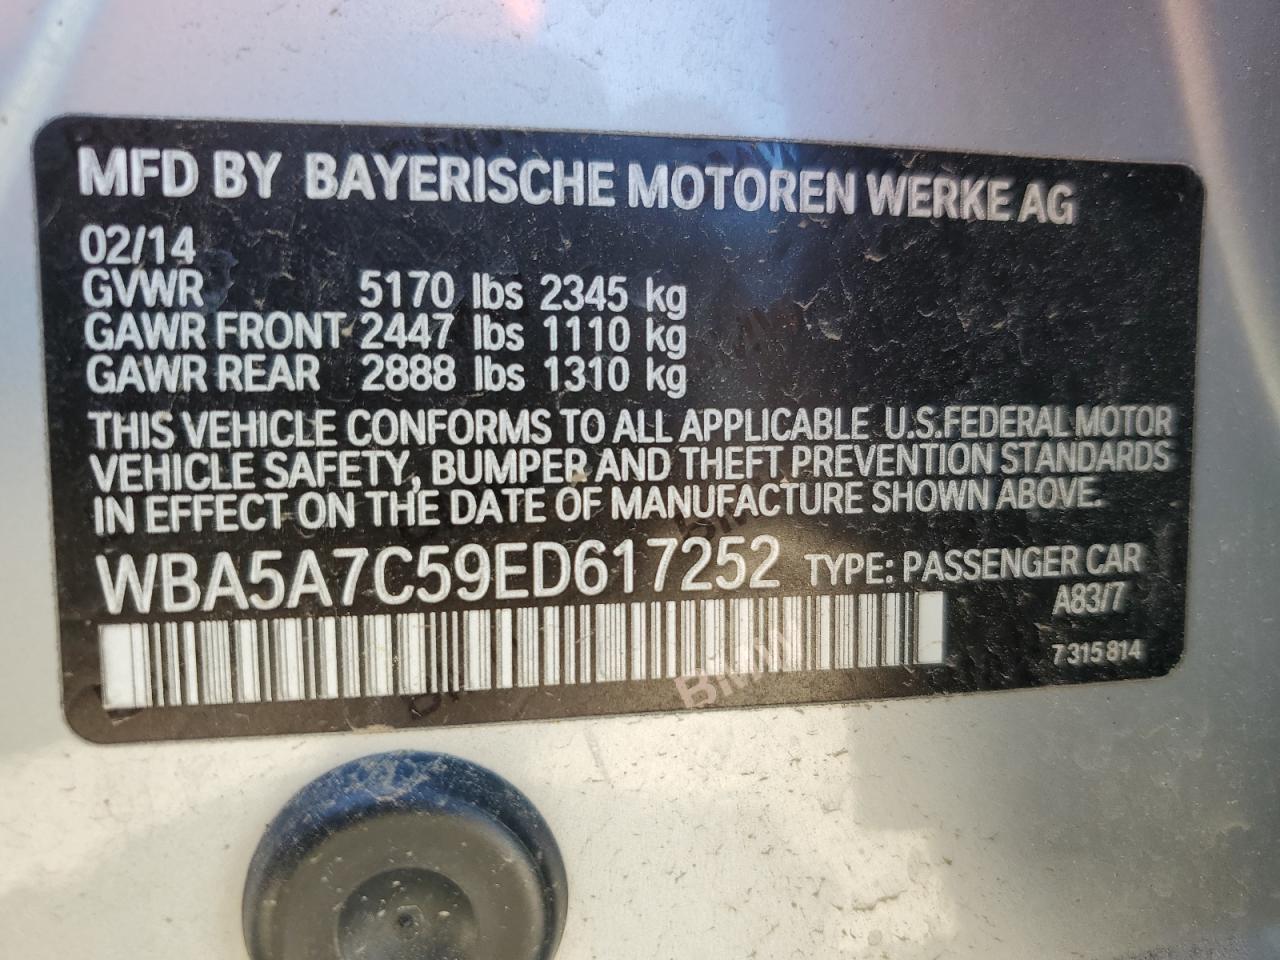 MFD BY BAYERISCHE MOTOREN WERKE AG
02/14
GVWR 5170 lbs 2345 kg
GAWR FRONT 2447 lbs 1110 kg
GAWR REAR 2888 lbs 1310 kg
THIS VEHICLE CONFORMS TO ALL APPLICABLE U.S.FEDERAL MOTOR
VEHICLE SAFETY, BUMPER AND THEFT PREVENTION STANDARDS
IN EFFECT ON THE DATE OF MANUFACTURE SHOWN ABOVE.
WBA5A7C59ED617252 TYPE: PASSENGER CAR
A83/7
7 315 814
BMW